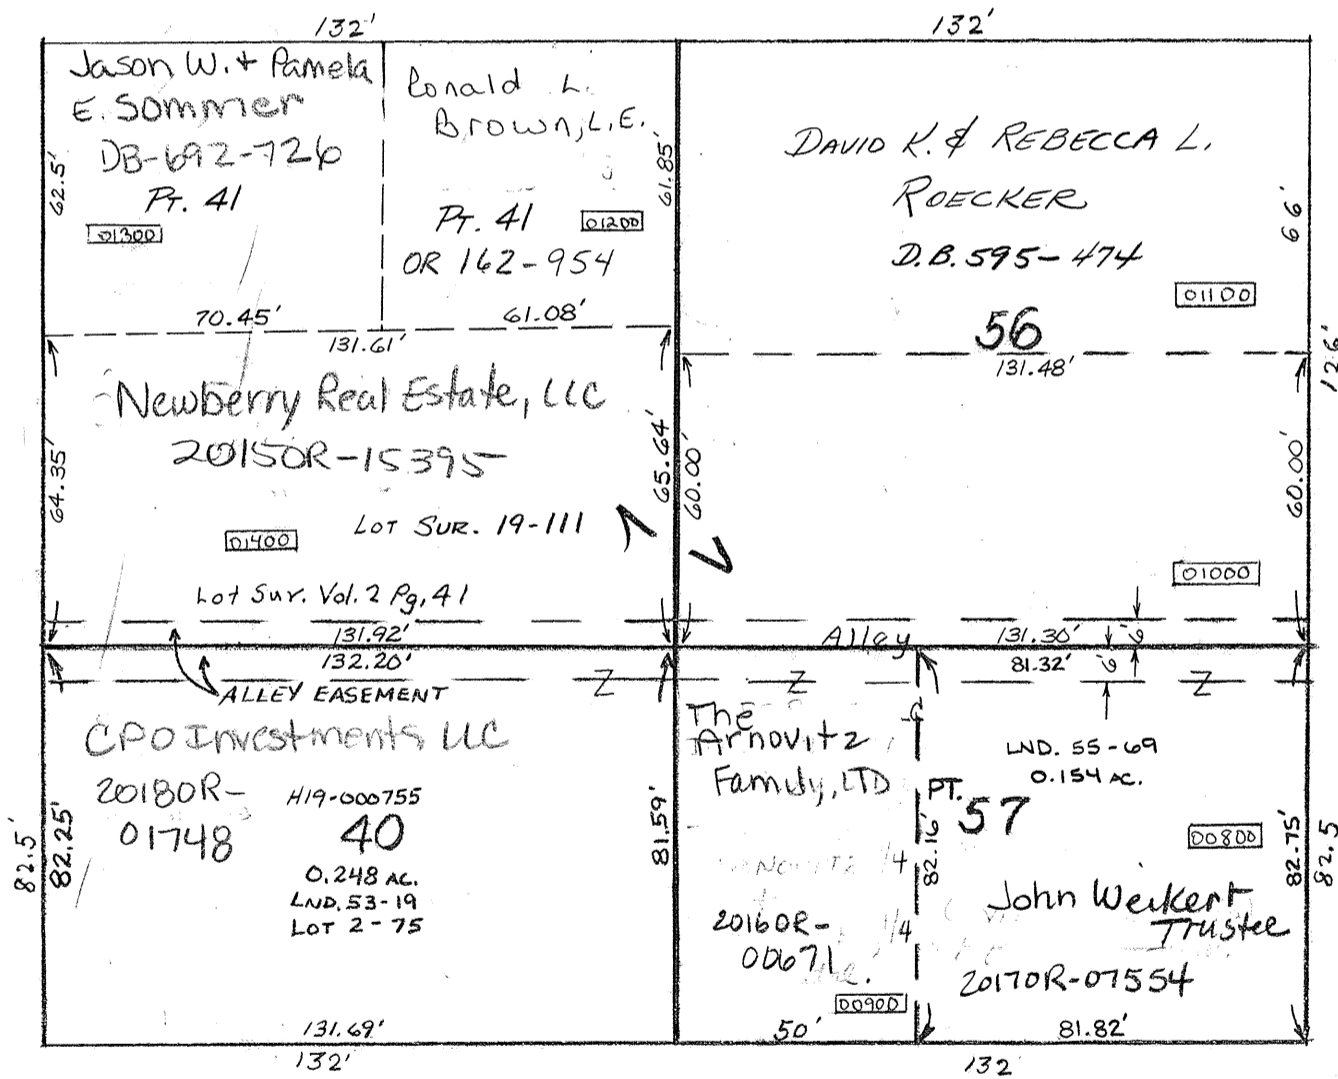 132'
132'
Jason W. + Pamela
E. Sommer
DB-692-726
Pt. 41
01300
62.5'
Ronald L.
Brown, L.E.
Pt. 41
01200
OR 162-954
61.85'
70.45'
61.08'
131.61'
DAVID K. & REBECCA L.
ROECKER
D.B. 595-474
01100
66'
56
131.48'
126'
Newberry Real Estate, LLC
2015OR-15395
LOT SUR. 19-111
01400
Lot Sur. Vol. 2 Pg. 41
64.35'
65.64'
60.00'
60.00'
01000
131.92'
Alley
131.30'
6'
132.20'
81.32'
6'
ALLEY EASEMENT
Z
Z
Z
CPO Investments LLC
2018OR-
01748
H19-000755
40
0.248 AC.
LND. 53-19
LOT 2-75
82.5'
82.25'
81.59'
131.69'
132'
The
Arnovitz
Family, LTD
2016OR-
00671
00900
50'
LND. 55-69
0.154 AC.
PT.
57
82.16'
00800
82.75'
82.5
John Weikert
Trustee
2017OR-07554
81.82'
132'